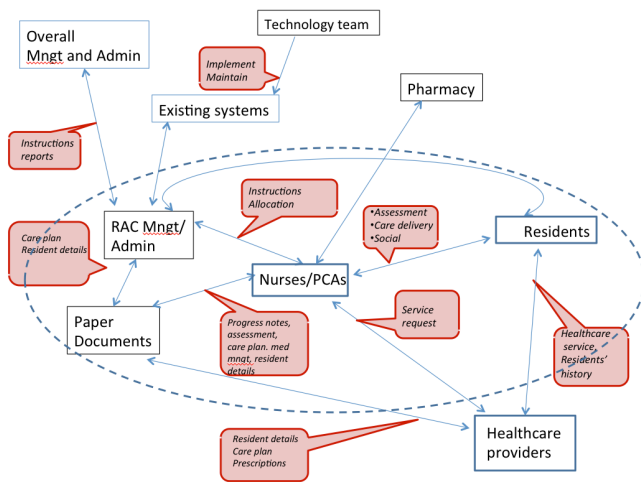 Technology team
Overall
Mngt and Admin
Implement
Maintain
Pharmacy
Existing systems
Instructions
reports
Instructions
Allocation
•Assessment
•Care delivery
•Social
RAC Mngt/
Admin
Residents
Care plan
Resident details
Nurses/PCAs
Paper
Documents
Progress notes,
assessment,
care plan. med
mngt, resident
details
Service
request
Healthcare
service,
Residents'
history
Healthcare
providers
Resident details
Care plan
Prescriptions